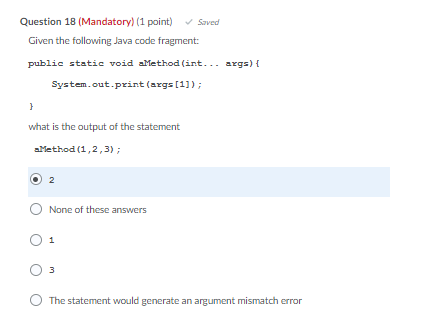 Question 18 (Mandatory) (1 point) ✓ Saved
Given the following Java code fragment:
public static void aMethod(int... args){
System.out.print(args[1]);
}
what is the output of the statement
aMethod(1,2,3);
2
None of these answers
1
3
The statement would generate an argument mismatch error